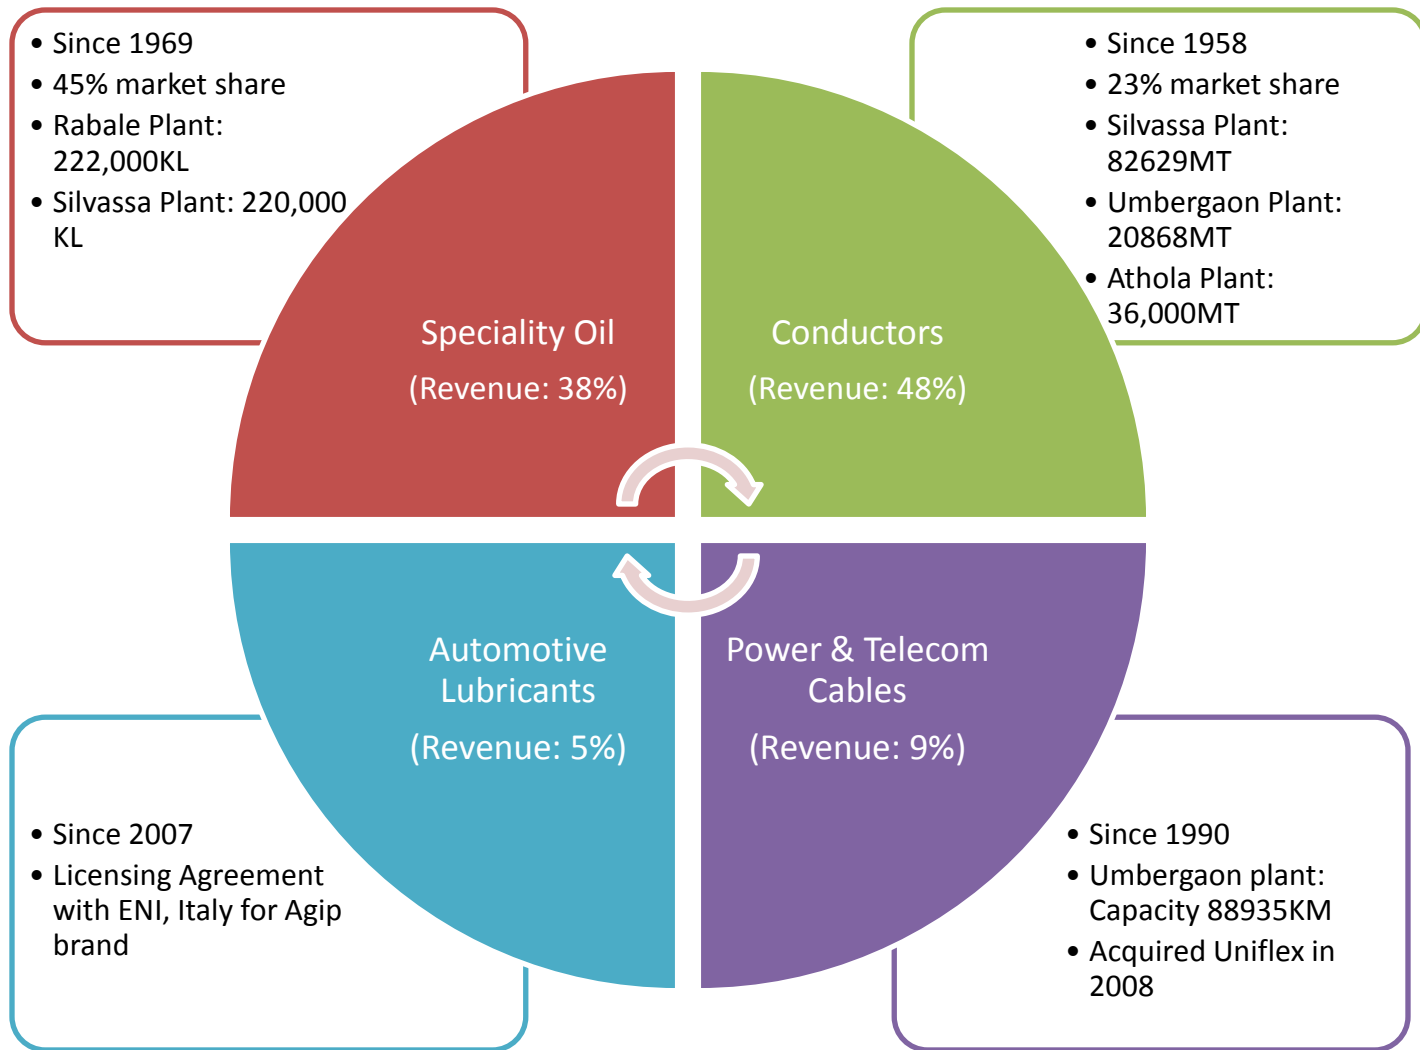 • Since 1969
• 45% market share
• Rabale Plant:
222,000KL
• Silvassa Plant: 220,000
KL
• Since 1958
• 23% market share
• Silvassa Plant:
82629MT
• Umbergaon Plant:
20868MT
• Athola Plant:
36,000MT
Speciality Oil
(Revenue: 38%)
Conductors
(Revenue: 48%)
Automotive
Lubricants
(Revenue: 5%)
Power & Telecom
Cables
(Revenue: 9%)
• Since 2007
• Licensing Agreement
with ENI, Italy for Agip
brand
• Since 1990
• Umbergaon plant:
Capacity 88935KM
• Acquired Uniflex in
2008